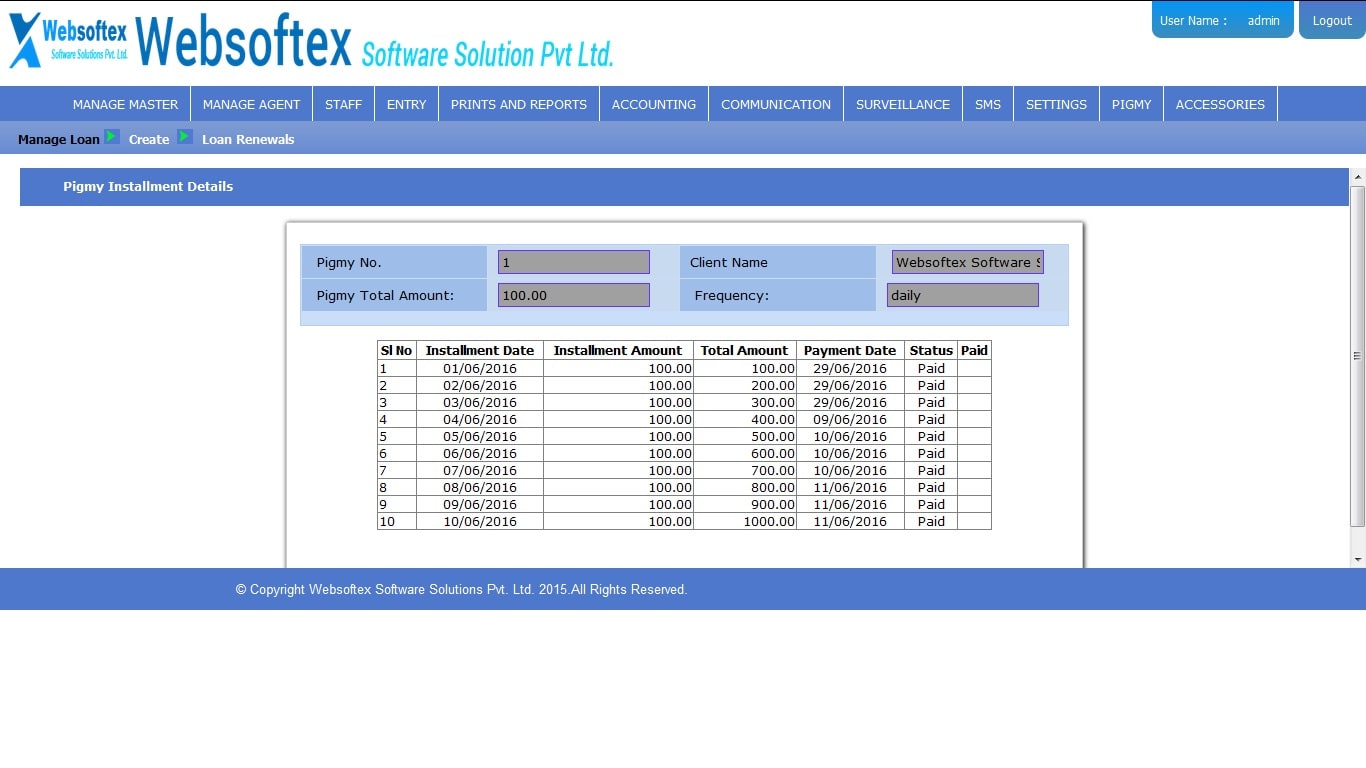 Websoftex
Software Solutions Pvt. Ltd.
Websoftex Software Solution Pvt Ltd.
User Name : admin
Logout
MANAGE MASTER MANAGE AGENT STAFF ENTRY PRINTS AND REPORTS ACCOUNTING COMMUNICATION SURVEILLANCE SMS SETTINGS PIGMY ACCESSORIES
Manage Loan Create Loan Renewals
Pigmy Installment Details
Pigmy No. 1 Client Name Websoftex Software S
Pigmy Total Amount: 100.00 Frequency: daily
Sl No Installment Date Installment Amount Total Amount Payment Date Status Paid
1 01/06/2016 100.00 100.00 29/06/2016 Paid
2 02/06/2016 100.00 200.00 29/06/2016 Paid
3 03/06/2016 100.00 300.00 29/06/2016 Paid
4 04/06/2016 100.00 400.00 09/06/2016 Paid
5 05/06/2016 100.00 500.00 10/06/2016 Paid
6 06/06/2016 100.00 600.00 10/06/2016 Paid
7 07/06/2016 100.00 700.00 10/06/2016 Paid
8 08/06/2016 100.00 800.00 11/06/2016 Paid
9 09/06/2016 100.00 900.00 11/06/2016 Paid
10 10/06/2016 100.00 1000.00 11/06/2016 Paid
© Copyright Websoftex Software Solutions Pvt. Ltd. 2015.All Rights Reserved.